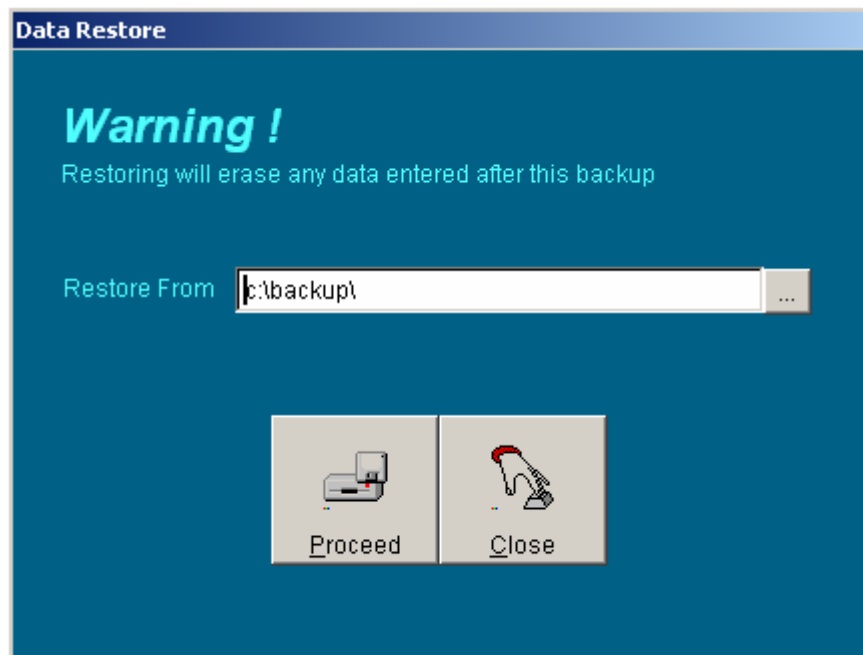 Data Restore
Warning !
Restoring will erase any data entered after this backup
Restore From c:\backup\ ...
Proceed Close